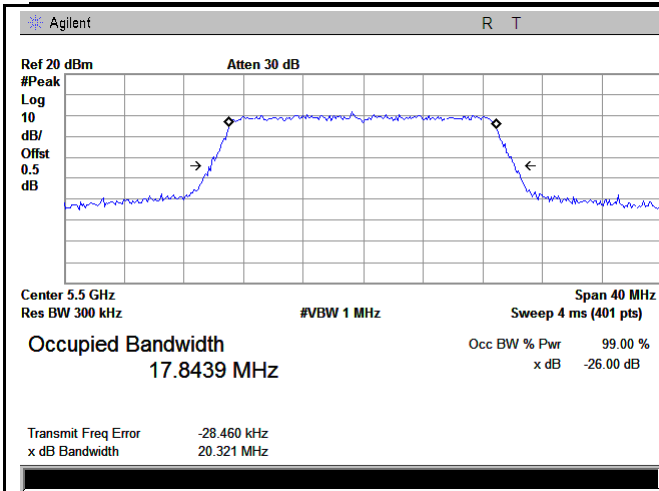 Agilent R T
Ref 20 dBm Atten 30 dB
#Peak
Log
10
dB/
Offst
0.5
dB
Center 5.5 GHz Span 40 MHz
Res BW 300 kHz #VBW 1 MHz Sweep 4 ms (401 pts)
Occupied Bandwidth Occ BW % Pwr 99.00 %
17.8439 MHz x dB -26.00 dB
Transmit Freq Error -28.460 kHz
x dB Bandwidth 20.321 MHz